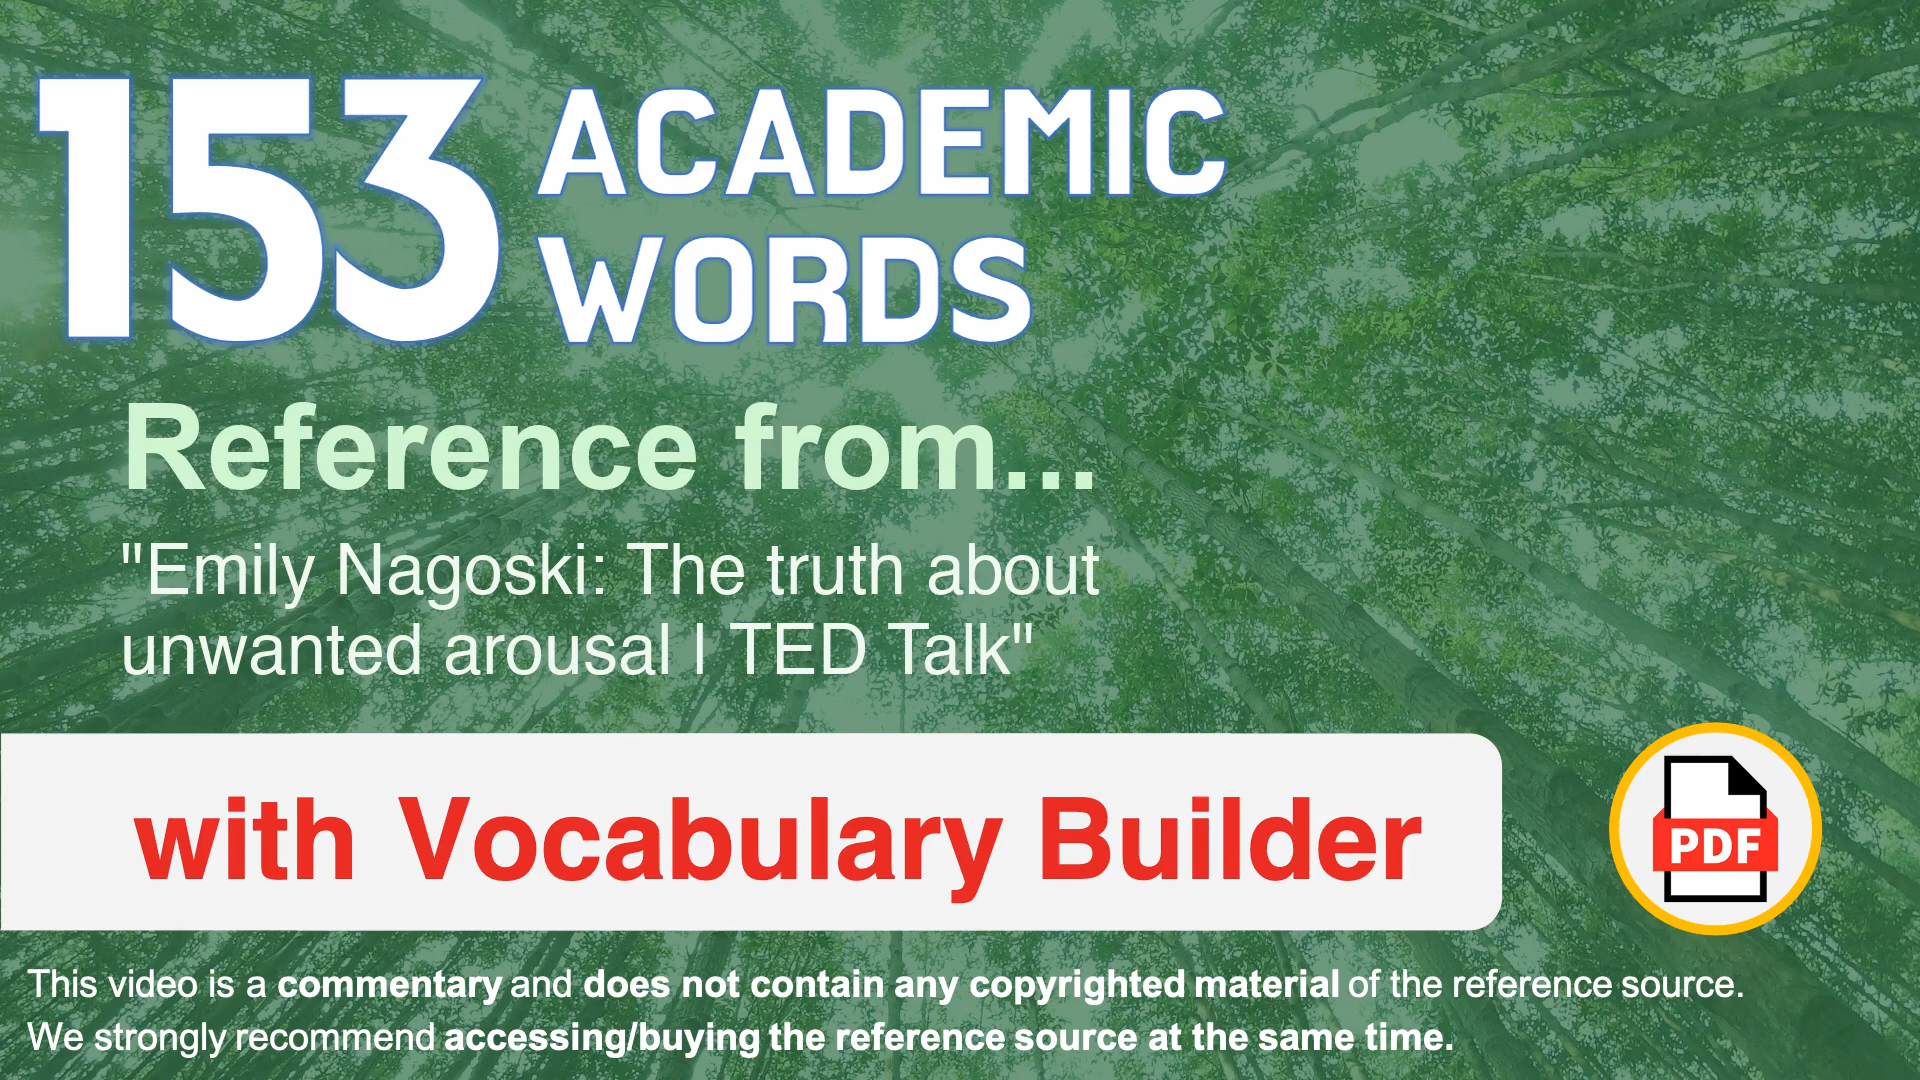 153 ACADEMIC
WORDS
Reference from...
"Emily Nagoski: The truth about
unwanted arousal | TED Talk"
with Vocabulary Builder
PDF
This video is a commentary and does not contain any copyrighted material of the reference source.
We strongly recommend accessing/buying the reference source at the same time.